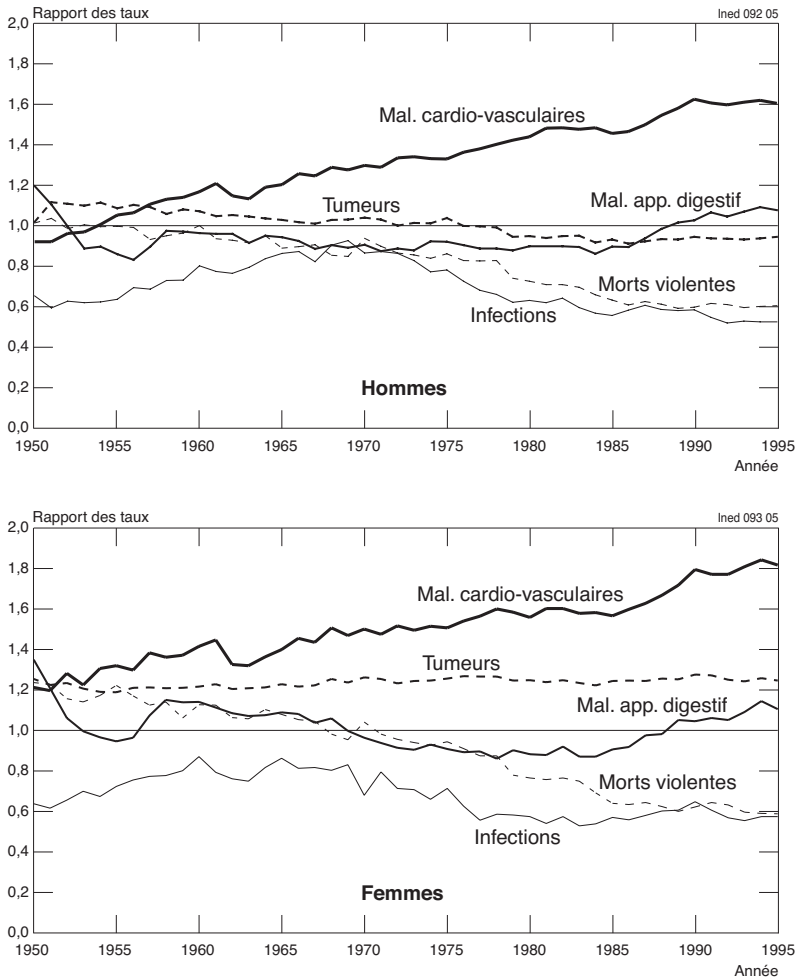 Rapport des taux
Ined 092 05
2,0
1,8
1,6
1,4
1,2
1,0
0,8
0,6
0,4
0,2
0,0
Mal. cardio-vasculaires
Tumeurs
Mal. app. digestif
Morts violentes
Infections
Hommes
1950 1955 1960 1965 1970 1975 1980 1985 1990 1995
Année
Rapport des taux
Ined 093 05
2,0
1,8
1,6
1,4
1,2
1,0
0,8
0,6
0,4
0,2
0,0
Mal. cardio-vasculaires
Tumeurs
Mal. app. digestif
Morts violentes
Infections
Femmes
1950 1955 1960 1965 1970 1975 1980 1985 1990 1995
Année